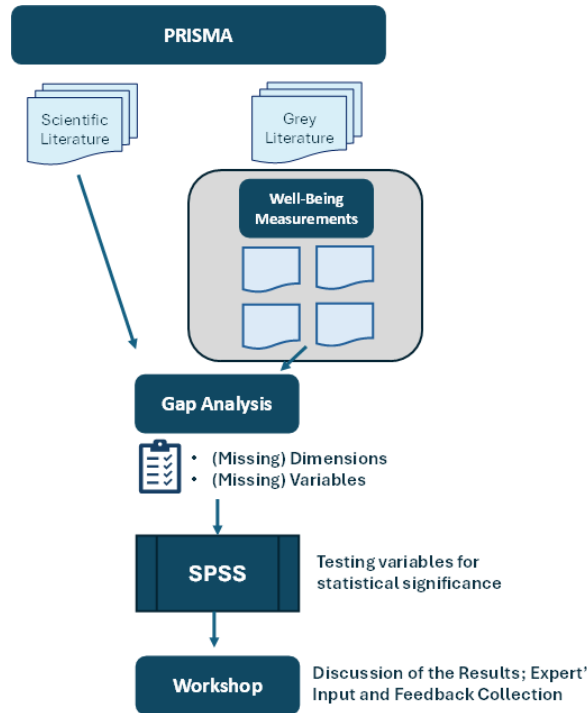 PRISMA
Scientific
Literature
Grey
Literature
Well-Being
Measurements
Gap Analysis
• (Missing) Dimensions
• (Missing) Variables
SPSS
Testing variables for
statistical significance
Workshop
Discussion of the Results; Expert'
Input and Feedback Collection